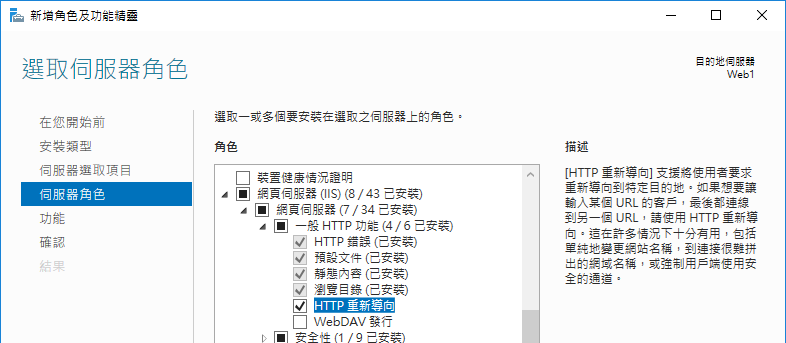 新增角色及功能精靈
選取伺服器角色
目的地伺服器
Web1
在您開始前
安裝類型
伺服器選取項目
伺服器角色
功能
確認
結果
選取一或多個要安裝在選取之伺服器上的角色。
角色
裝置健康情況證明
網頁伺服器 (IIS) (8 / 43 已安裝)
網頁伺服器 (7 / 34 已安裝)
一般 HTTP 功能 (4 / 6 已安裝)
HTTP 錯誤 (已安裝)
預設文件 (已安裝)
靜態內容 (已安裝)
瀏覽目錄 (已安裝)
HTTP 重新導向
WebDAV 發行
安全性 (1 / 9 已安裝)
描述
[HTTP 重新導向] 支援將使用者要求
重新導向到特定目的地。如果想要讓
輸入某個 URL 的客戶，最後都連線
到另一個 URL，請使用 HTTP 重新導
向。這在許多情況下十分有用，包括
單純地變更網站名稱，到連接很難拼
出的網域名稱，或強制用戶端使用安
全的通道。